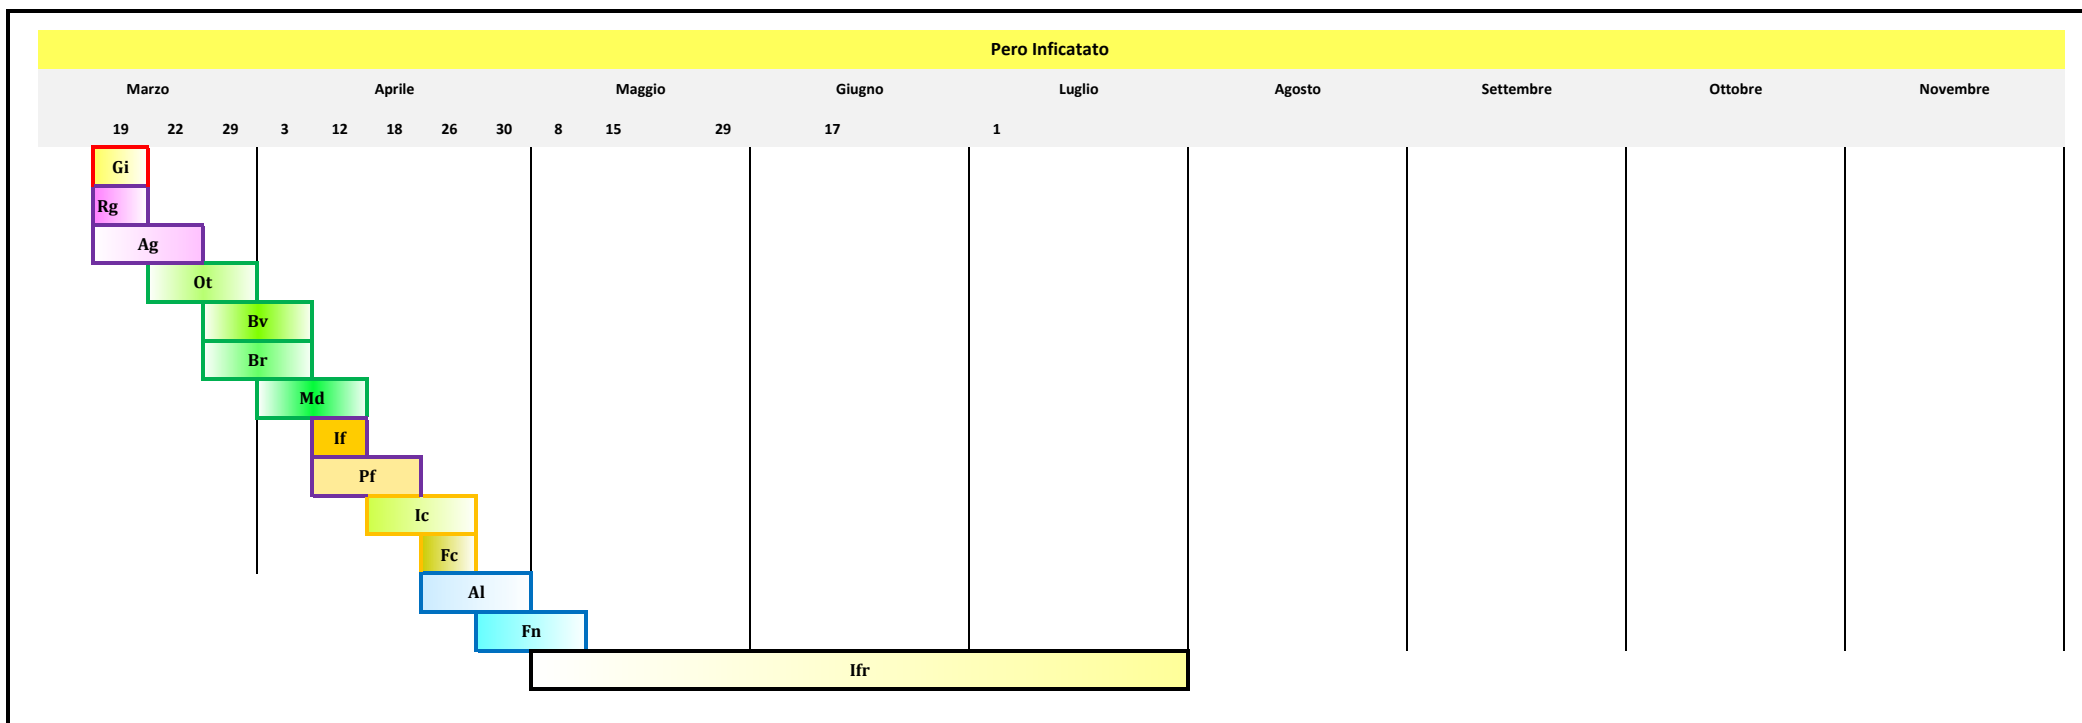 Pero Inficatato
Marzo Aprile Maggio Giugno Luglio Agosto Settembre Ottobre Novembre
19 22 29 3 12 18 26 30 8 15 29 17 1
Gi
Rg
Ag
Ot
Bv
Br
Md
If
Pf
Ic
Fc
Al
Fn
Ifr